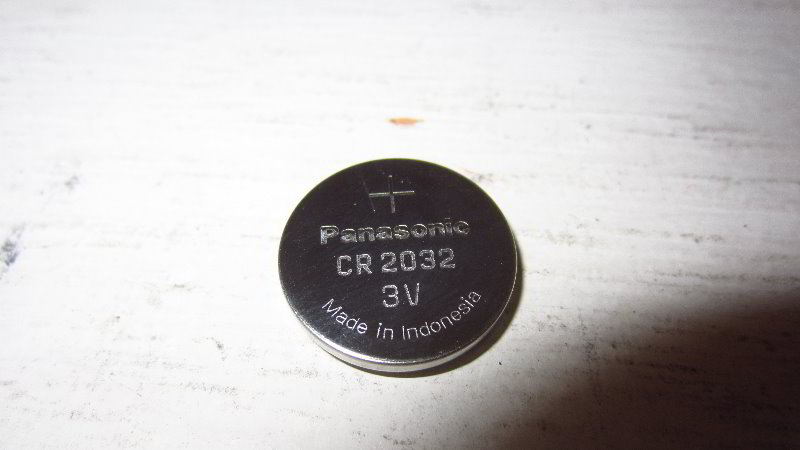 +
Panasonic
CR 2032
3V
Made in Indonesia